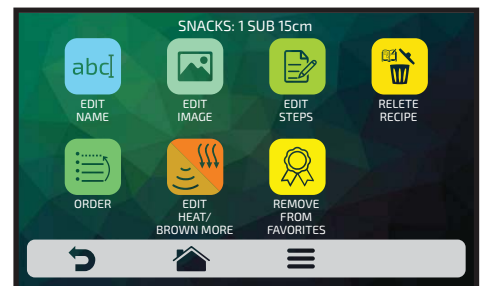 SNACKS: 1 SUB 15cm
abc
EDIT
NAME
EDIT
IMAGE
EDIT
STEPS
RELETE
RECIPE
ORDER
EDIT
HEAT/
BROWN MORE
REMOVE
FROM
FAVORITES